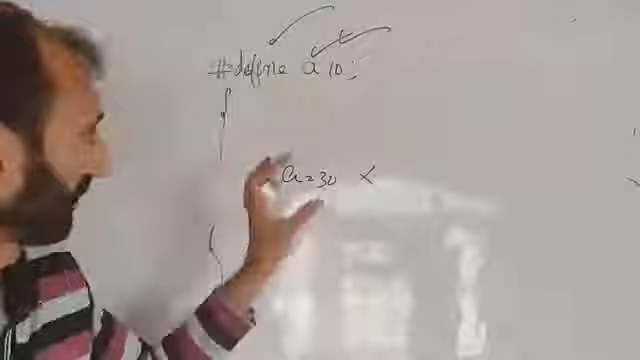 #define a 10;
{
a=30 ×
}